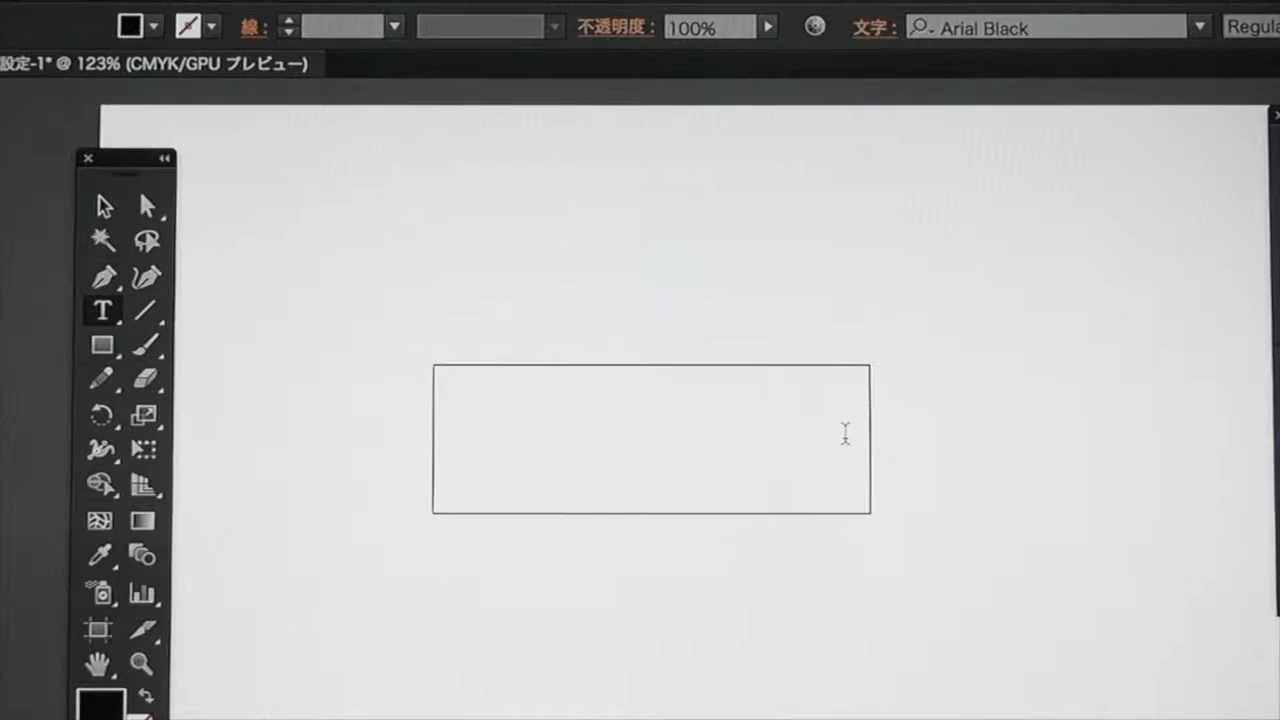 線：
不透明度：
100%
文字：
Arial Black
Regula
設定-1* @ 123% (CMYK/GPU プレビュー)